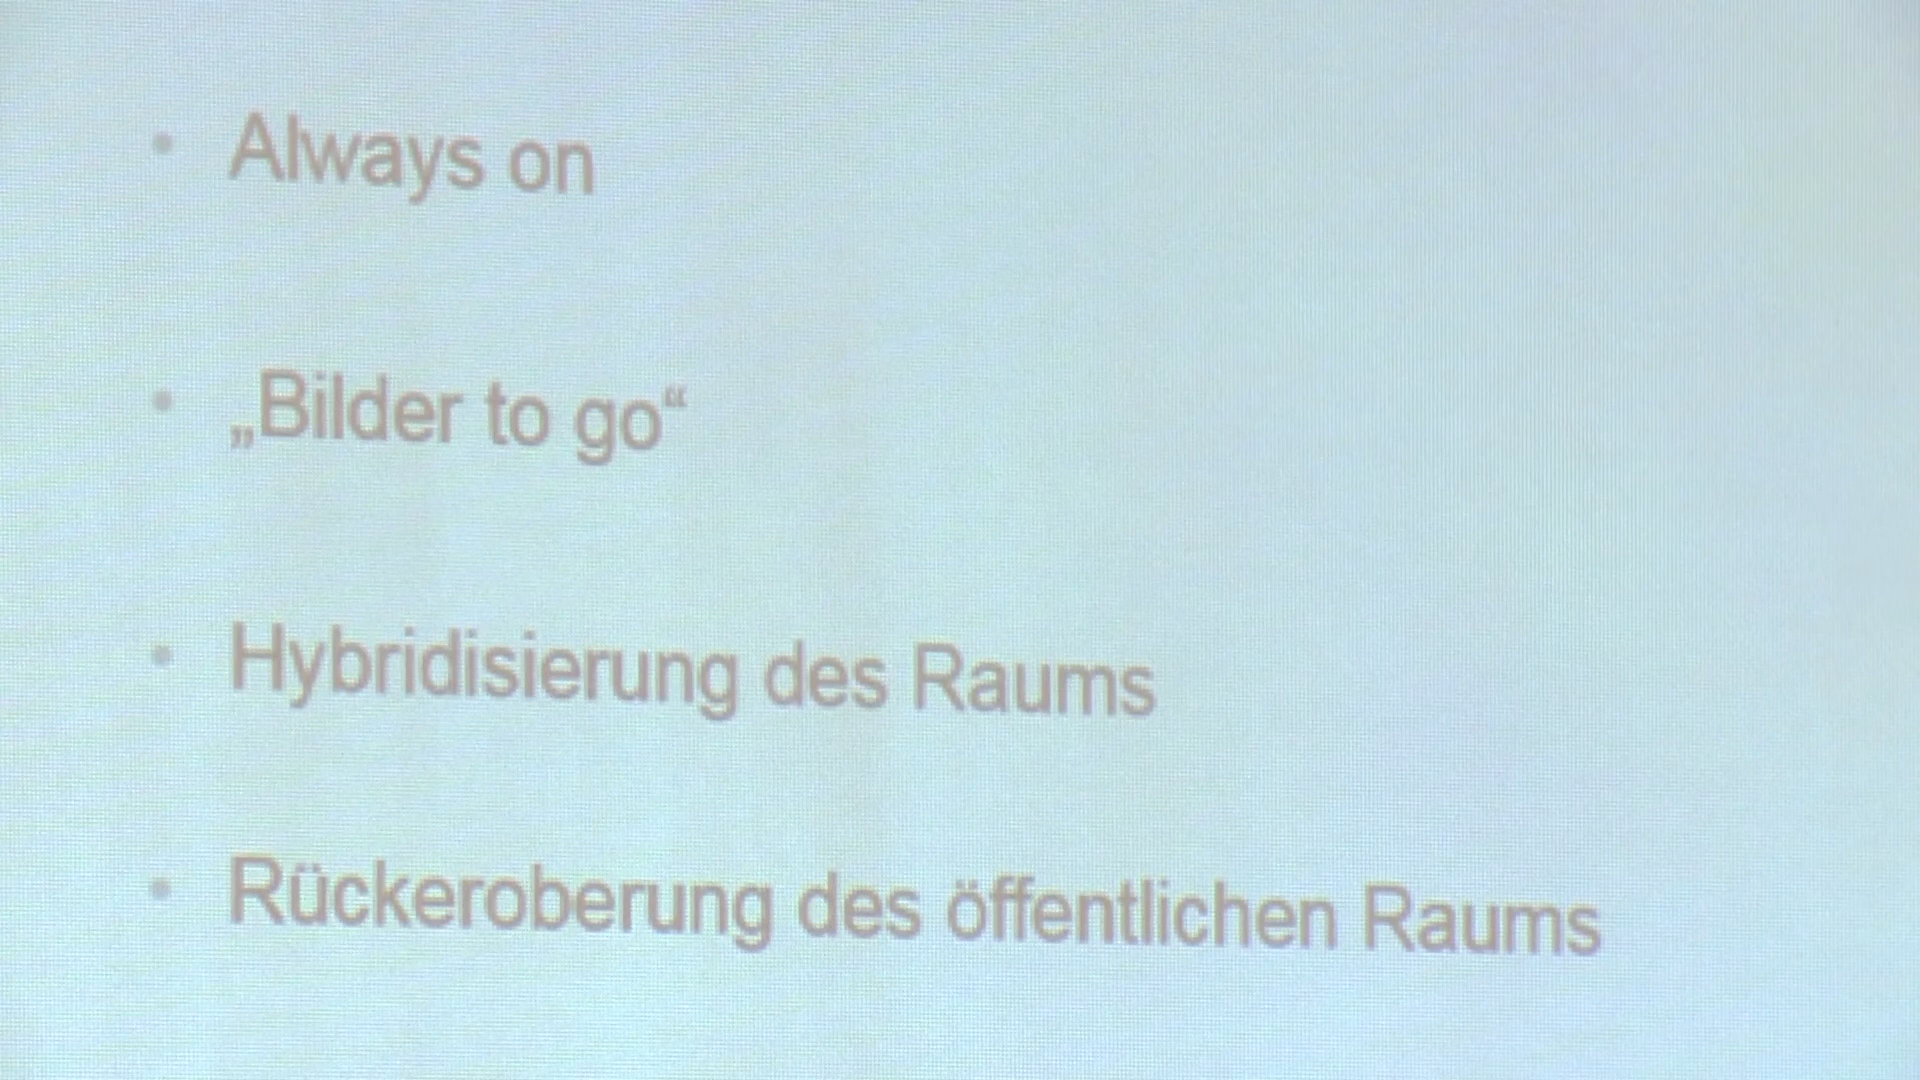 • Always on
• „Bilder to go“
• Hybridisierung des Raums
• Rückeroberung des öffentlichen Raums